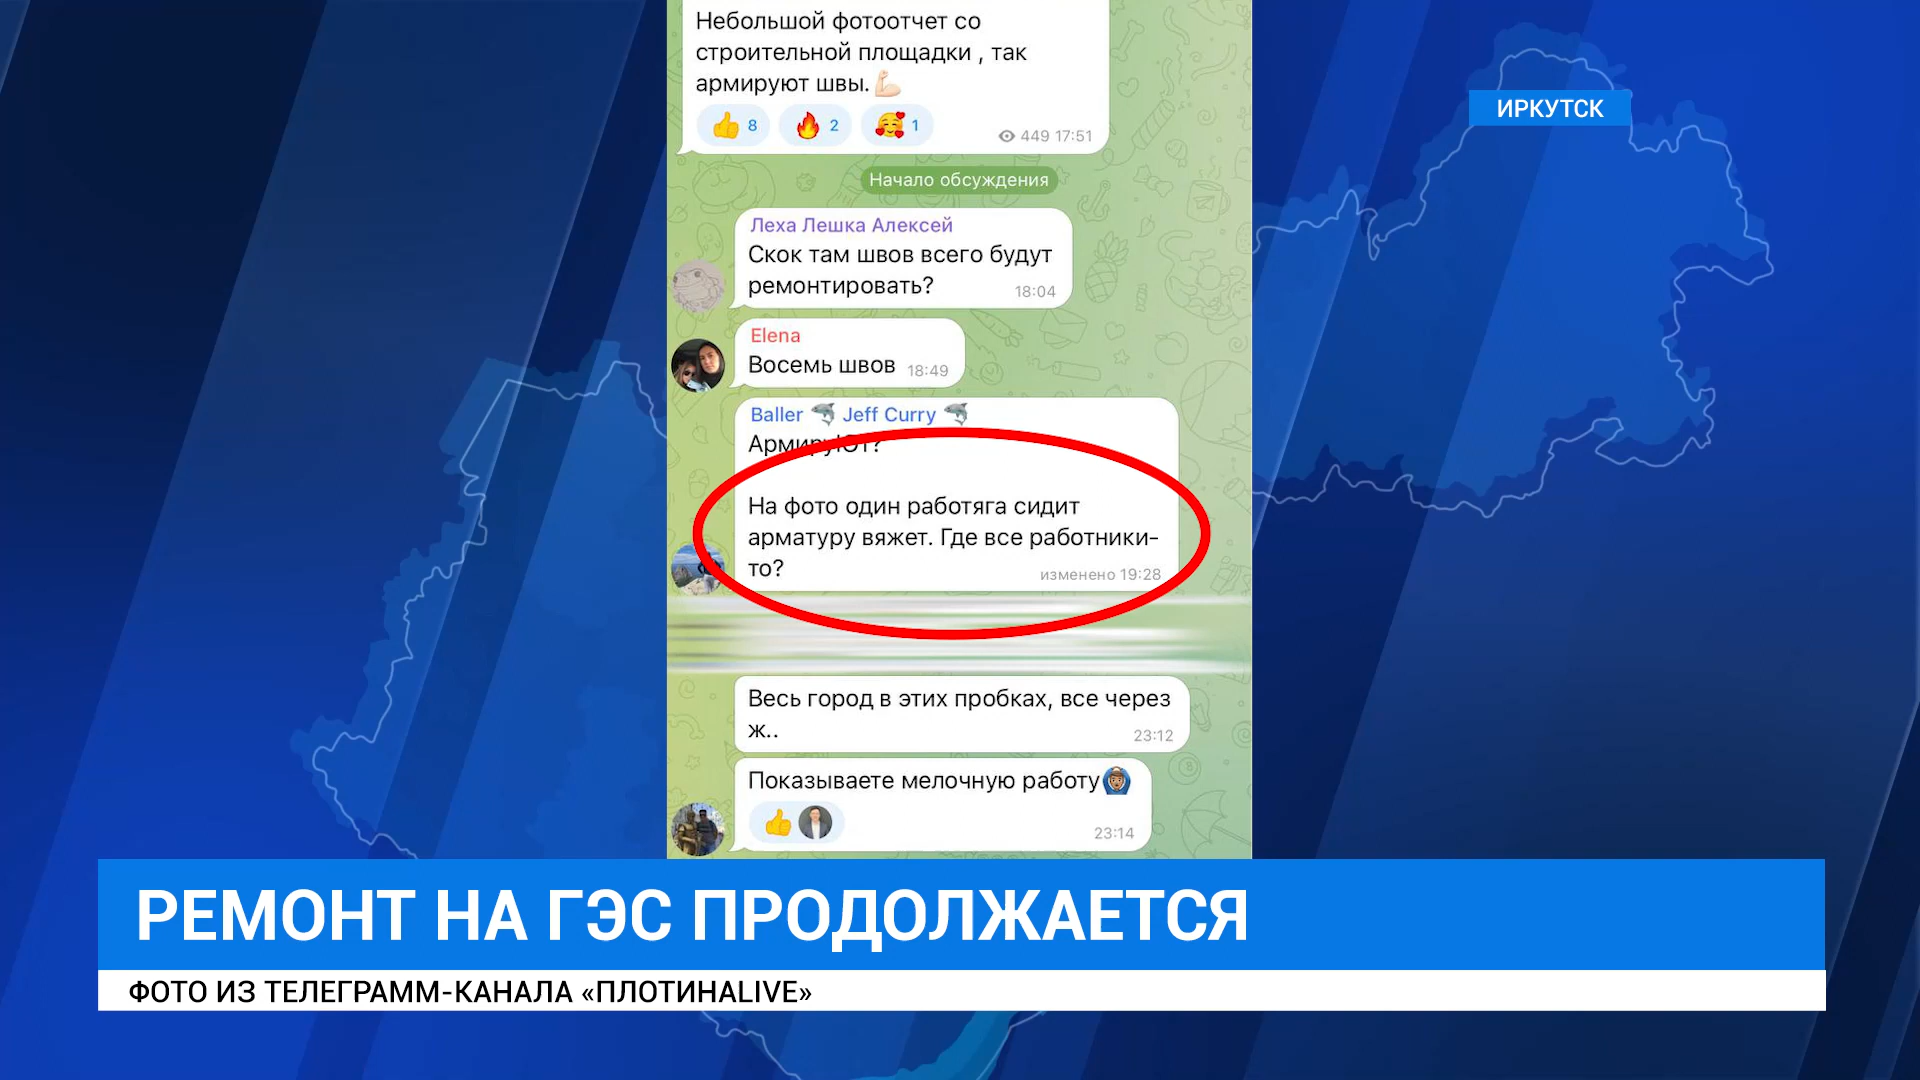 Небольшой фотоотчет со
строительной площадки , так
армируют швы.💪🏻
👍 8 🔥 2 🥰 1
449 17:51
ИРКУТСК
Начало обсуждения
Леха Лешка Алексей
Скок там швов всего будут
ремонтировать?
18:04
Elena
Восемь швов 18:49
Baller 🦈 Jeff Curry 🦈
АрмируЮт?
На фото один работяга сидит
арматуру вяжет. Где все работники-
то?
изменено 19:28
Весь город в этих пробках, все через
ж..
23:12
Показываете мелочную работу🙆🏽‍♂️
👍
23:14
РЕМОНТ НА ГЭС ПРОДОЛЖАЕТСЯ
ФОТО ИЗ ТЕЛЕГРАММ-КАНАЛА «ПЛОТИНАLIVE»